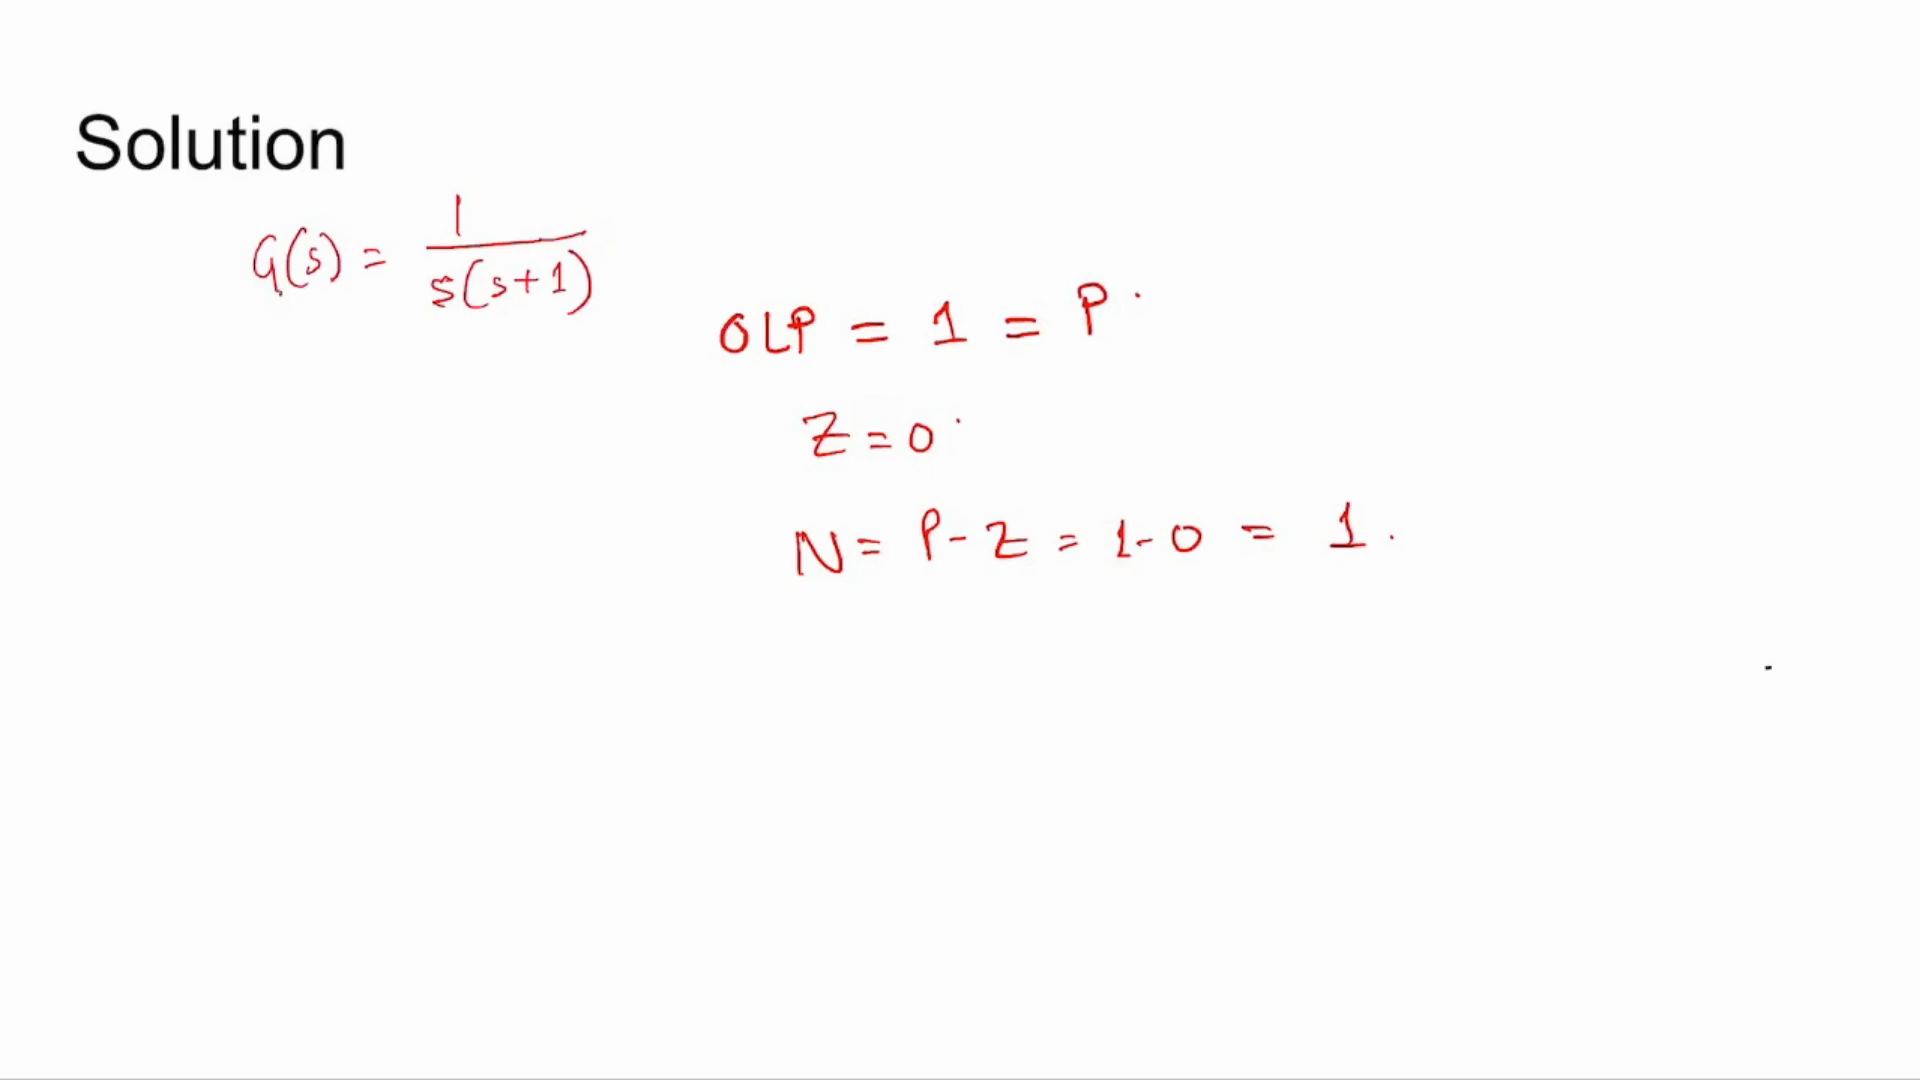 Solution
G(s) = 1 / s(s+1)
OLP = 1 = P.
Z = 0.
N = P - Z = 1 - 0 = 1.